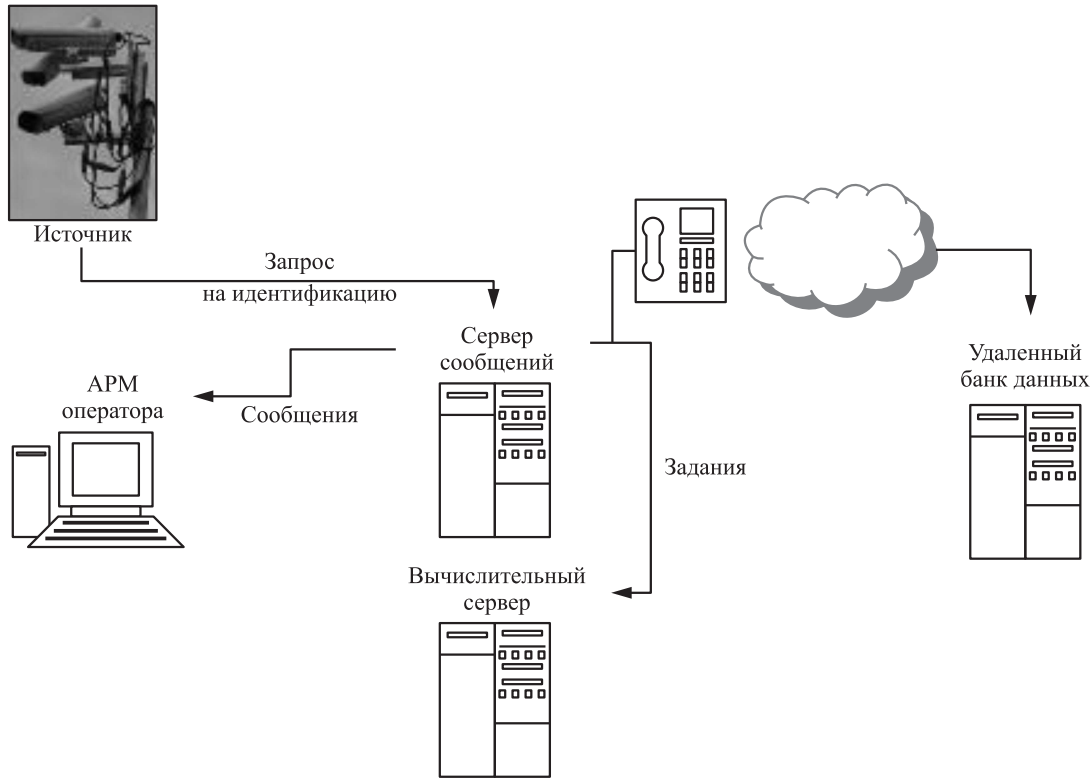 Источник
Запрос
на идентификацию
Сервер
сообщений
Удаленный
банк данных
АРМ
оператора
Сообщения
Задания
Вычислительный
сервер